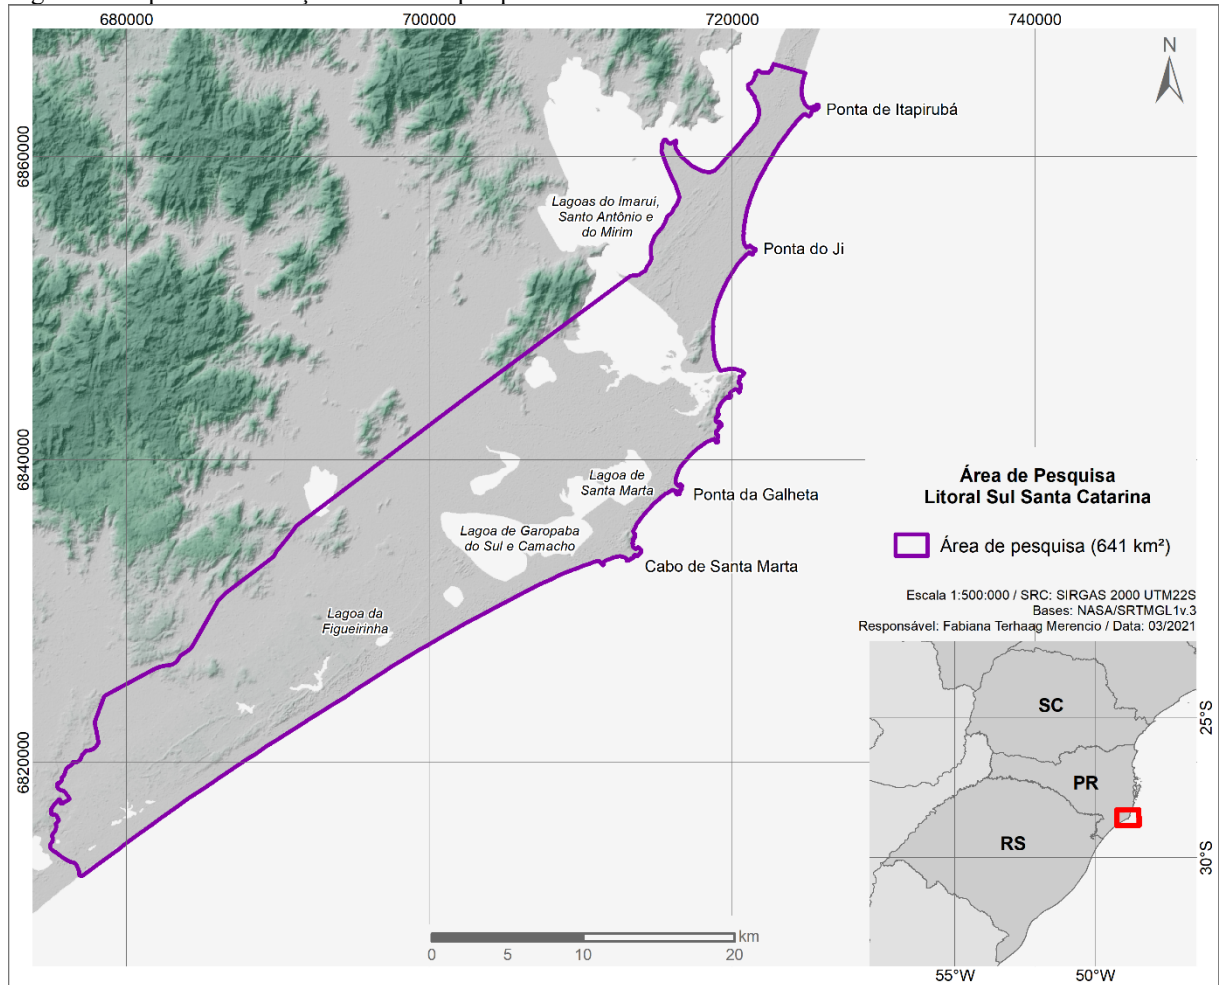 680000
700000
720000
740000
N
Ponta de Itapirubá
6860000
Lagoas do Imaruí,
Santo Antônio e
do Mirim
Ponta do Ji
6840000
Lagoa de
Santa Marta
Ponta da Galheta
Lagoa de Garopaba
do Sul e Camacho
Cabo de Santa Marta
Lagoa da
Figueirinha
6820000
Área de Pesquisa
Litoral Sul Santa Catarina
Área de pesquisa (641 km²)
Escala 1:500:000 / SRC: SIRGAS 2000 UTM22S
Bases: NASA/SRTMGL1v.3
Responsável: Fabiana Terhaag Merencio / Data: 03/2021
SC
25°S
PR
RS
30°S
55°W
50°W
km
0
5
10
20